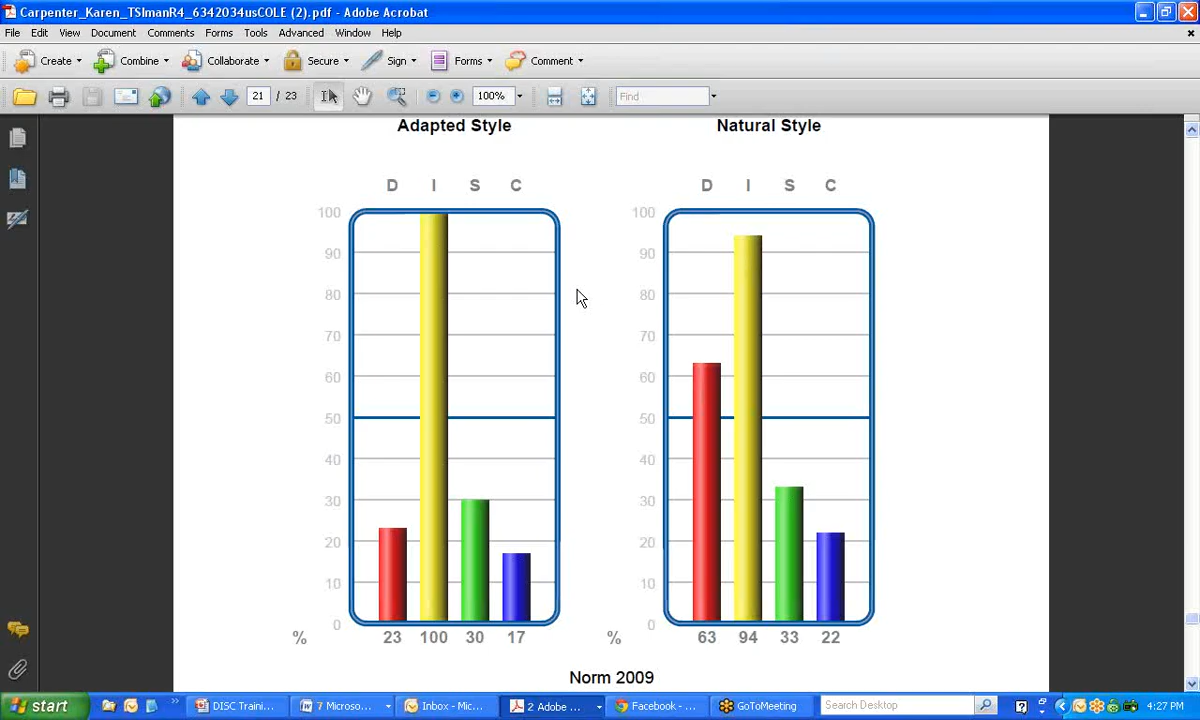 Carpenter_Karen_TSImanR4_6342034usCOLE (2).pdf - Adobe Acrobat
File Edit View Document Comments Forms Tools Advanced Window Help
Create Combine Collaborate Secure Sign Forms Comment
21 / 23 100% Find
Adapted Style Natural Style
D I S C D I S C
100 100
90 90
80 80
70 70
60 60
50 50
40 40
30 30
20 20
10 10
0 0
% 23 100 30 17 % 63 94 33 22
Norm 2009
start DISC Traini... 7 Microso... Inbox - Mic... 2 Adobe ... Facebook - ... GoToMeeting Search Desktop 4:27 PM